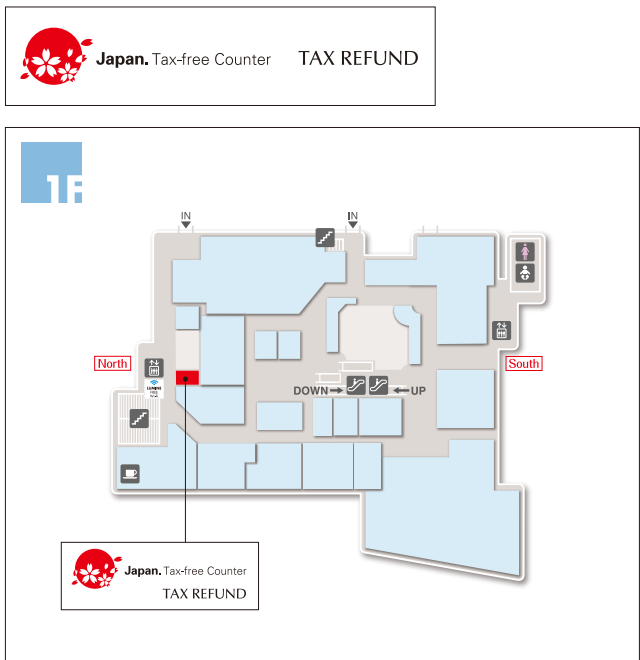 Japan. Tax-free Counter TAX REFUND
1F
IN IN
North
South
DOWN UP
Japan. Tax-free Counter
TAX REFUND